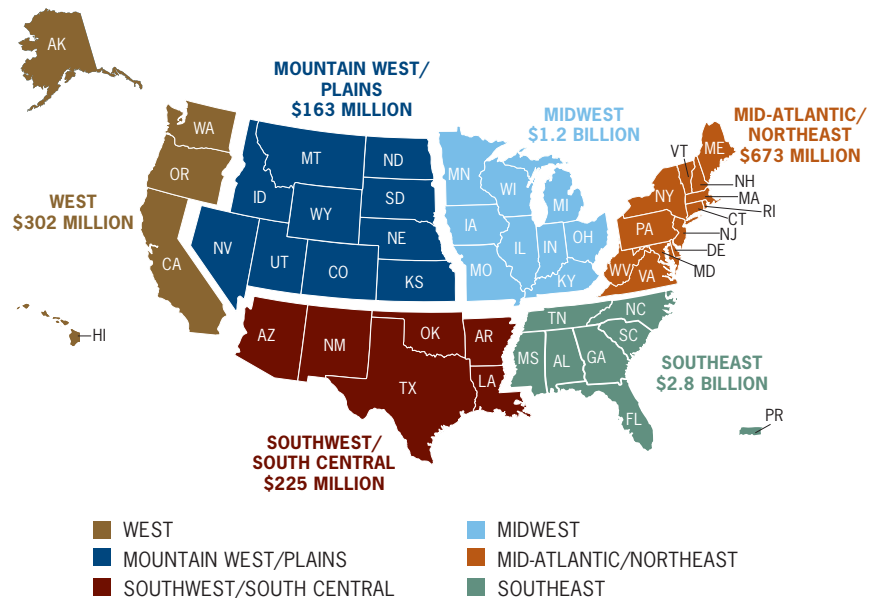 AK
MOUNTAIN WEST/
PLAINS
$163 MILLION
MIDWEST
$1.2 BILLION
MID-ATLANTIC/
NORTHEAST
$673 MILLION
WEST
$302 MILLION
WA
OR
CA
HI
MT
ND
ID
WY
SD
NE
NV
UT
CO
KS
MN
WI
MI
IA
IL
IN
OH
MO
KY
VT
ME
NH
MA
RI
CT
NY
NJ
PA
DE
MD
WV
VA
AZ
NM
OK
AR
TX
LA
TN
NC
SC
MS
AL
GA
FL
SOUTHEAST
$2.8 BILLION
PR
SOUTHWEST/
SOUTH CENTRAL
$225 MILLION
WEST
MOUNTAIN WEST/PLAINS
SOUTHWEST/SOUTH CENTRAL
MIDWEST
MID-ATLANTIC/NORTHEAST
SOUTHEAST